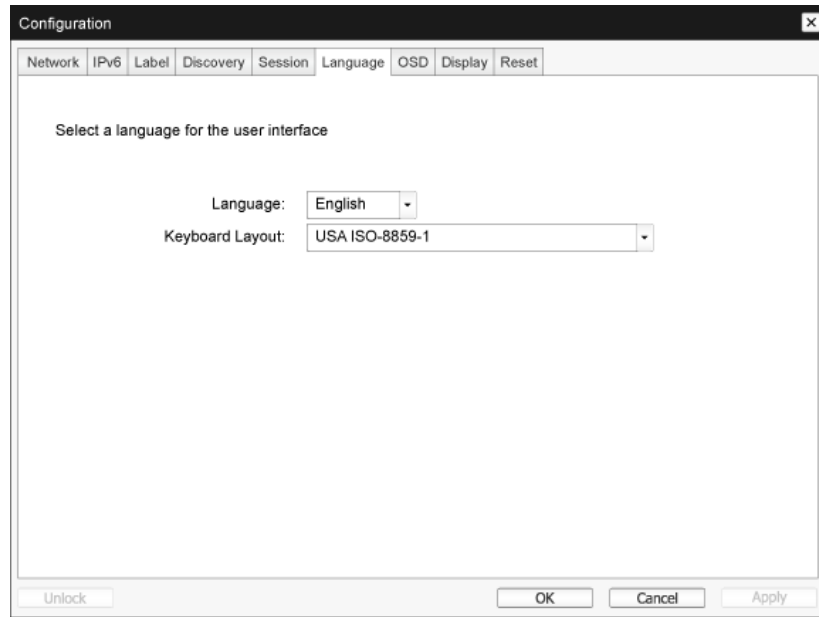 Configuration
Network IPv6 Label Discovery Session Language OSD Display Reset
Select a language for the user interface
Language: English
Keyboard Layout: USA ISO-8859-1
Unlock OK Cancel Apply